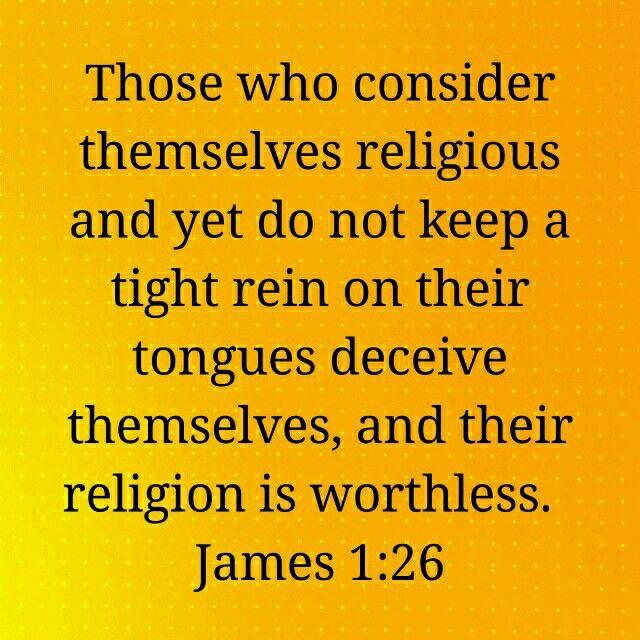 Those who consider
themselves religious
and yet do not keep a
tight rein on their
tongues deceive
themselves, and their
religion is worthless.
James 1:26